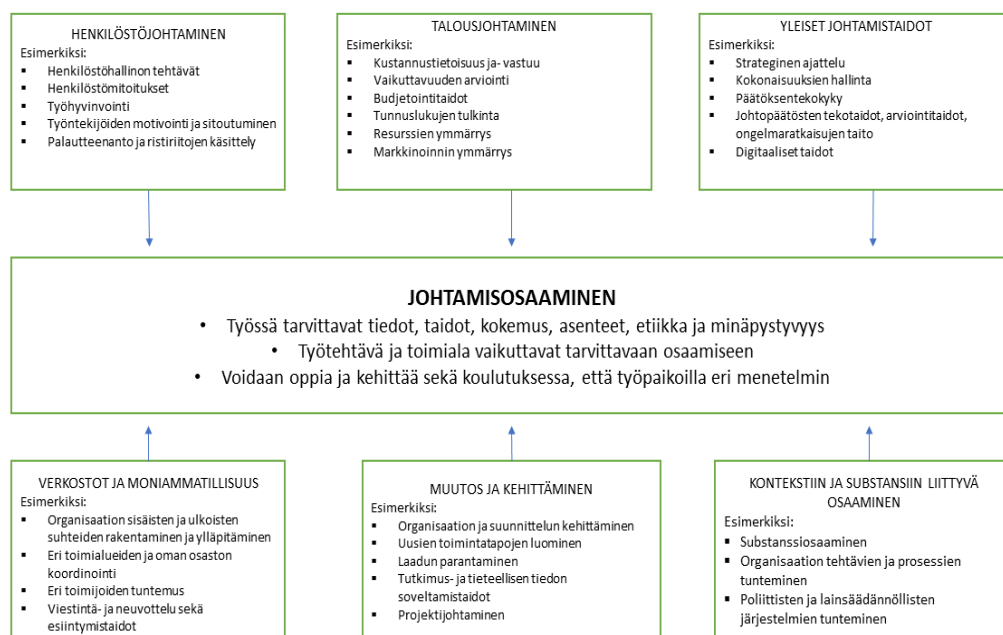 HENKILÖSTÖJOHTAMINEN
Esimerkiksi:
▪ Henkilöstöhallinon tehtävät
▪ Henkilöstömitoitukset
▪ Työhyvinvointi
▪ Työntekijöiden motivointi ja sitoutuminen
▪ Palautteenanto ja ristiriitojen käsittely
TALOUSJOHTAMINEN
Esimerkiksi:
▪ Kustannustietoisuus ja- vastuu
▪ Vaikuttavuuden arviointi
▪ Budjetointitaidot
▪ Tunnuslukujen tulkinta
▪ Resurssien ymmärrys
▪ Markkinoinnin ymmärrys
YLEISET JOHTAMISTAIDOT
Esimerkiksi:
▪ Strateginen ajattelu
▪ Kokonaisuuksien hallinta
▪ Päätöksentekokyky
▪ Johtopäätösten tekotaidot, arviointitaidot,
ongelmaratkaisujen taito
▪ Digitaaliset taidot
JOHTAMISOSAAMINEN
• Työssä tarvittavat tiedot, taidot, kokemus, asenteet, etiikka ja minäpystyvyys
• Työtehtävä ja toimiala vaikuttavat tarvittavaan osaamiseen
• Voidaan oppia ja kehittää sekä koulutuksessa, että työpaikoilla eri menetelmin
VERKOSTOT JA MONIAMMATILLISUUS
Esimerkiksi:
▪ Organisaation sisäisten ja ulkoisten
suhteiden rakentaminen ja ylläpitäminen
▪ Eri toimialueiden ja oman osaston
koordinointi
▪ Eri toimijoiden tuntemus
▪ Viestintä- ja neuvottelu sekä
esiintymistaidot
MUUTOS JA KEHITTÄMINEN
Esimerkiksi:
▪ Organisaation ja suunnittelun kehittäminen
▪ Uusien toimintatapojen luominen
▪ Laadun parantaminen
▪ Tutkimus- ja tieteellisen tiedon
soveltamistaidot
▪ Projektijohtaminen
KONTEKSTIIN JA SUBSTANSIIN LIITTYVÄ
OSAAMINEN
Esimerkiksi:
▪ Substanssiosaaminen
▪ Organisaation tehtävien ja prosessien
tunteminen
▪ Poliittisten ja lainsäädännöllisten
järjestelmien tunteminen